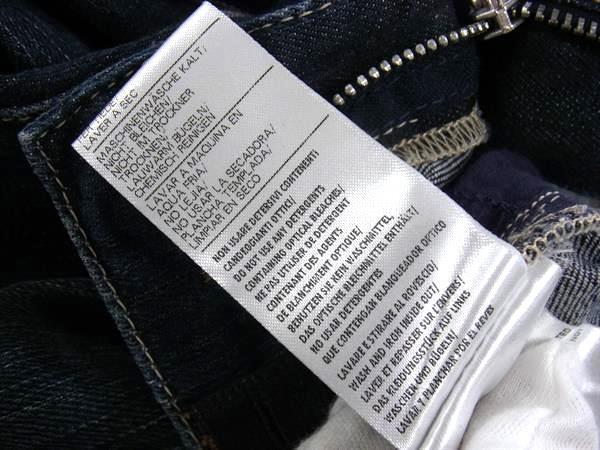 LAVER À SEC
MASCHINENWÄSCHE KALT/
NICHT BLEICHEN/
NICHT IM TROCKNER
TROCKNEN/
LAUWARM BÜGELN/
CHEMISCH REINIGEN
LAVAR A MAQUINA EN
AQUA FRIA/
NO LEJIA/
NO USAR LA SECADORA/
PLANCHA TEMPLADA/
LIMPIAR EN SECO
NON USARE DETERSIVI CONTENENTI
CANDEGGIANTI OTTICI/
DO NOT USE ANY DETERGENTS
CONTAINING OPTICAL BLEACHES/
NE PAS UTILISER DE DETERGENT
CONTENANT DES AGENTS
DE BLANCHIMENT OPTIQUE/
BENUTZEN SIE KEIN WASCHMITTEL,
DAS OPTISCHE BLEICHMITTEL ENTHÄLT/
NO USAR DETERGENTES
QUE CONTENGAN BLANQUEADOR OPTICO
LAVARE E STIRARE AL ROVESCIO/
WASH AND IRON INSIDE OUT/
LAVER ET REPASSER SUR L'ENVERS/
DAS KLEIDUNGSSTÜCK AUF LINKS
WASCHEN UND BÜGELN/
LAVAR Y PLANCHAR POR EL REVES